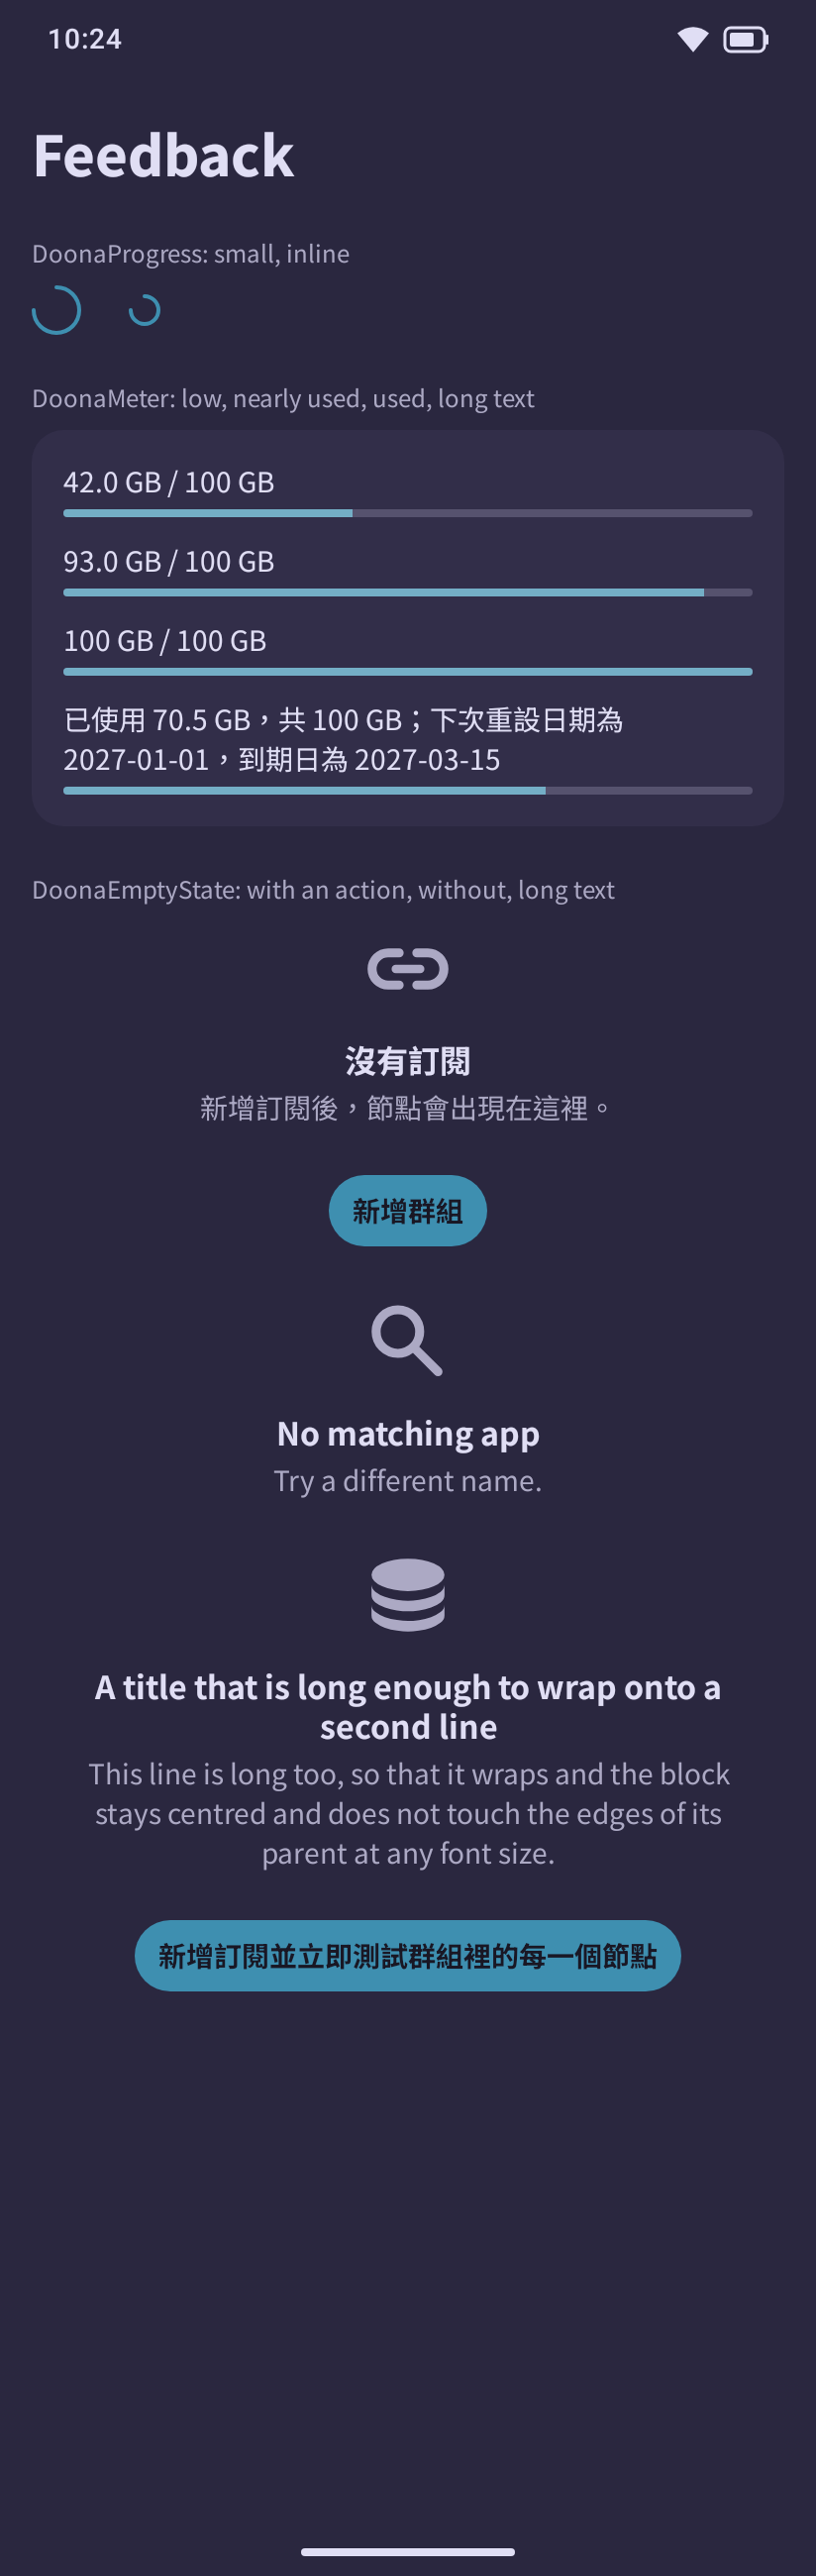 10:24
Feedback
DoonaProgress: small, inline
DoonaMeter: low, nearly used, used, long text
42.0 GB / 100 GB
93.0 GB / 100 GB
100 GB / 100 GB
已使用 70.5 GB，共 100 GB；下次重設日期為
2027-01-01，到期日為 2027-03-15
DoonaEmptyState: with an action, without, long text
沒有訂閱
新增訂閱後，節點會出現在這裡。
新增群組
No matching app
Try a different name.
A title that is long enough to wrap onto a
second line
This line is long too, so that it wraps and the block
stays centred and does not touch the edges of its
parent at any font size.
新增訂閱並立即測試群組裡的每一個節點